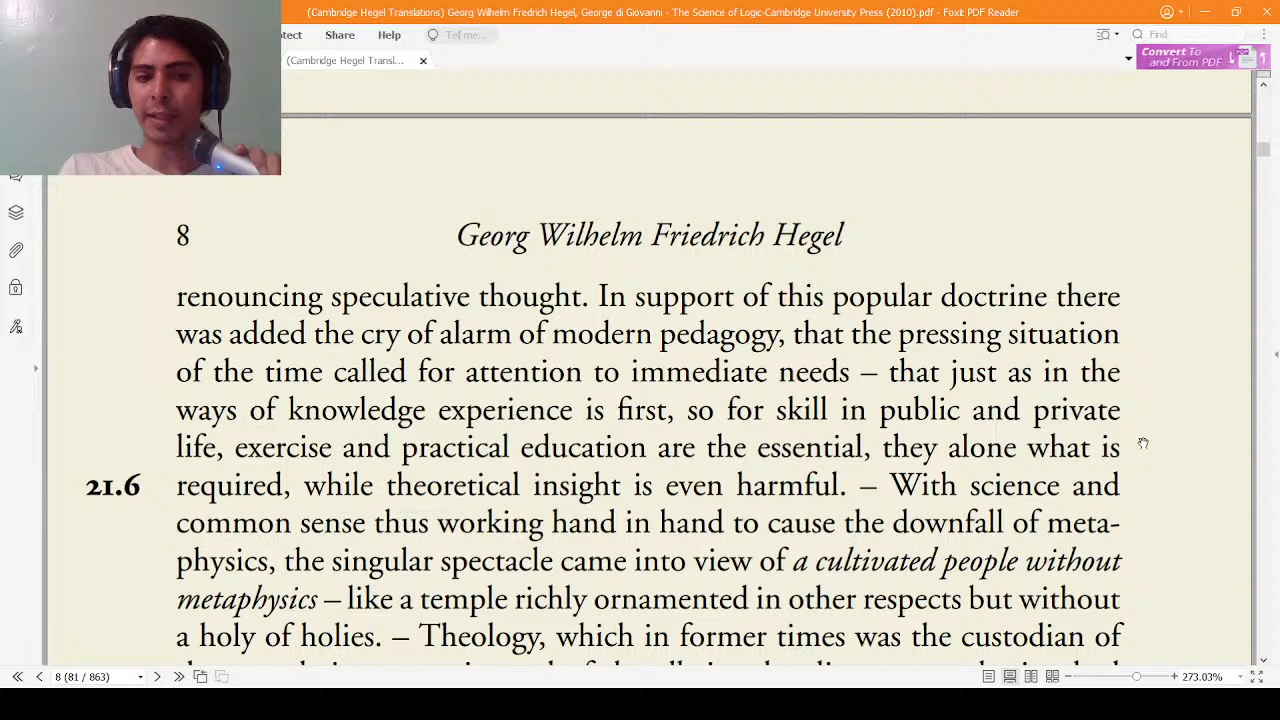 (Cambridge Hegel Translations) Georg Wilhelm Fredrich Hegel, George di Giovanni - The Science of Logic-Cambridge University Press (2010).pdf - Foxit PDF Reader
otect Share Help Tell me... Find
(Cambridge Hegel Transl... Convert To
and From PDF
8 Georg Wilhelm Friedrich Hegel
renouncing speculative thought. In support of this popular doctrine there
was added the cry of alarm of modern pedagogy, that the pressing situation
of the time called for attention to immediate needs – that just as in the
ways of knowledge experience is first, so for skill in public and private
life, exercise and practical education are the essential, they alone what is
21.6 required, while theoretical insight is even harmful. – With science and
common sense thus working hand in hand to cause the downfall of meta-
physics, the singular spectacle came into view of a cultivated people without
metaphysics – like a temple richly ornamented in other respects but without
a holy of holies. – Theology, which in former times was the custodian of
8 (81 / 863) 273.03%